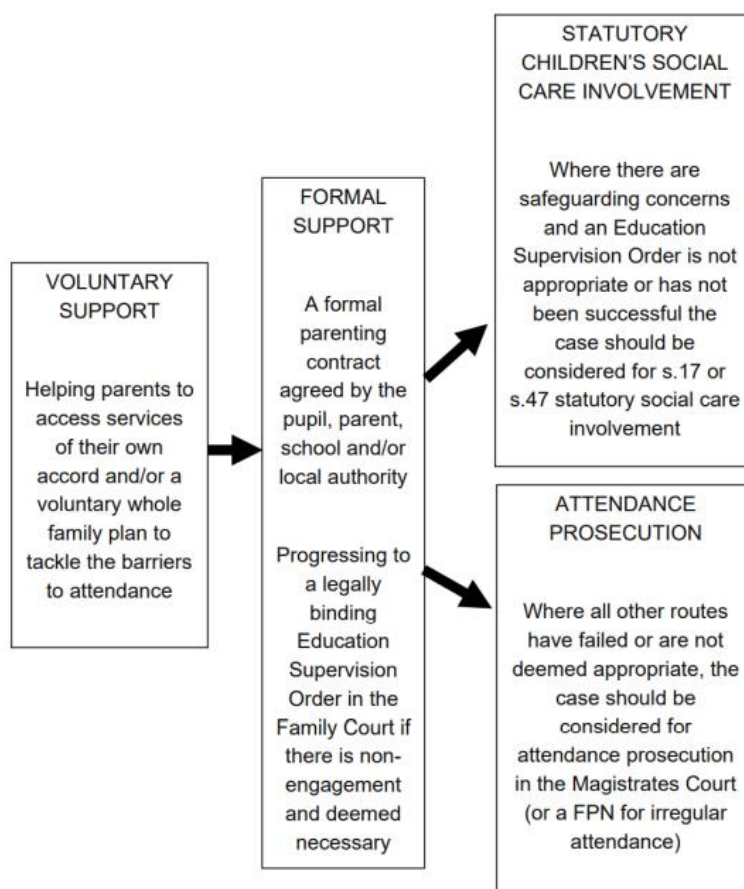 VOLUNTARY
SUPPORT
Helping parents to
access services
of their own
accord and/or a
voluntary whole
family plan to
tackle the barriers
to attendance
FORMAL
SUPPORT
A formal
parenting
contract
agreed by the
pupil, parent,
school and/or
local authority
Progressing to
a legally
binding
Education
Supervision
Order in the
Family Court if
there is non-
engagement
and deemed
necessary
STATUTORY
CHILDREN'S SOCIAL
CARE INVOLVEMENT
Where there are
safeguarding concerns
and an Education
Supervision Order is not
appropriate or has not
been successful the
case should be
considered for s.17 or
s.47 statutory social care
involvement
ATTENDANCE
PROSECUTION
Where all other routes
have failed or are not
deemed appropriate, the
case should be
considered for
attendance prosecution
in the Magistrates Court
(or a FPN for irregular
attendance)